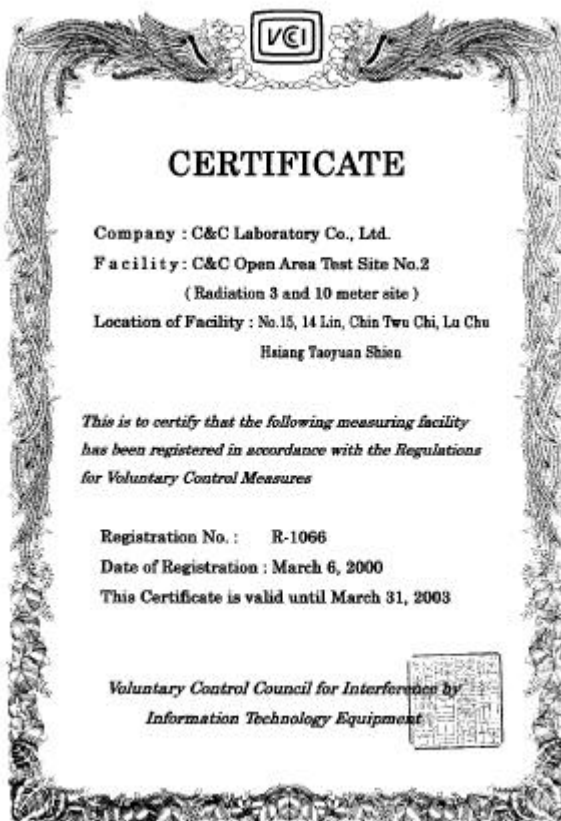 VCCI
CERTIFICATE
Company : C&C Laboratory Co., Ltd.
Facility : C&C Open Area Test Site No.2
( Radiation 3 and 10 meter site )
Location of Facility : No.15, 14 Lin, Chin Twu Chi, Lu Chu
Hsiang Taoyuan Shien
This is to certify that the following measuring facility
has been registered in accordance with the Regulations
for Voluntary Control Measures
Registration No. : R-1066
Date of Registration : March 6, 2000
This Certificate is valid until March 31, 2003
Voluntary Control Council for Interference by
Information Technology Equipment